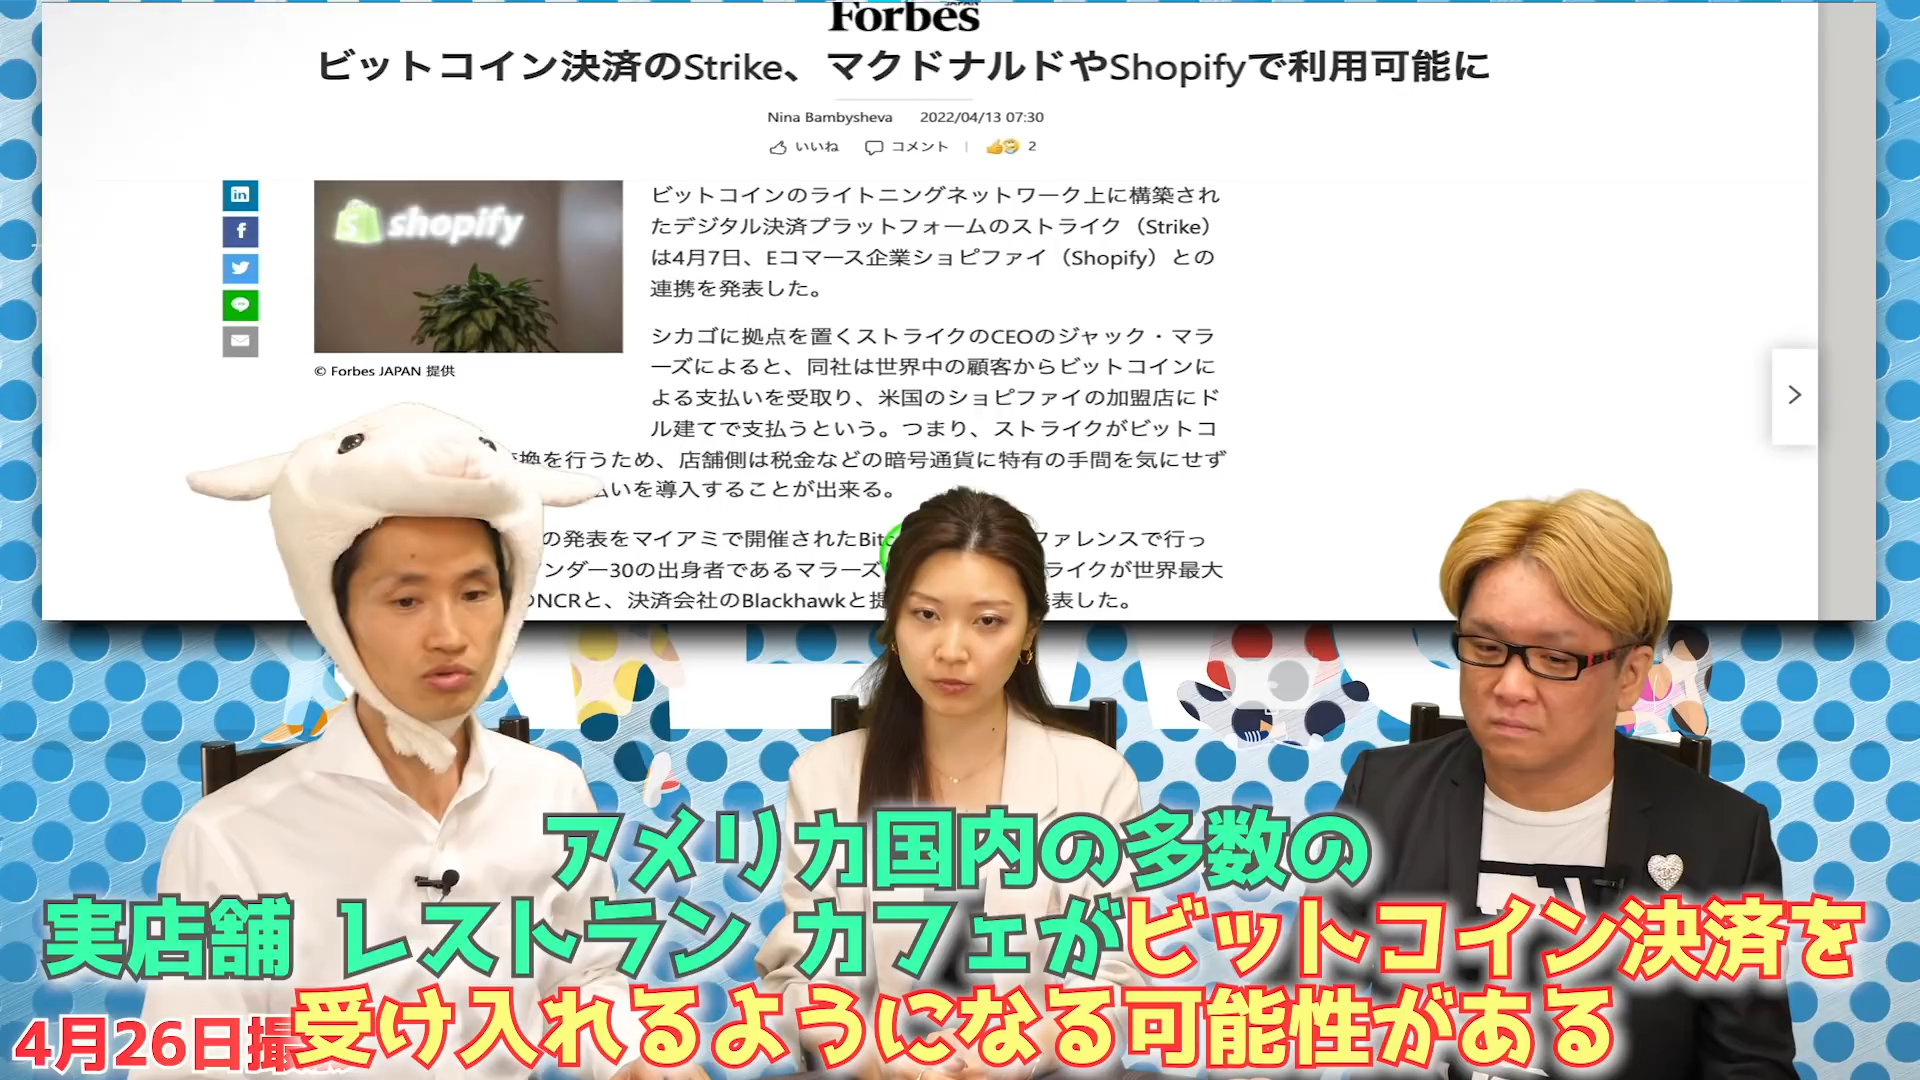 Forbes
JAPAN
ビットコイン決済のStrike、マクドナルドやShopifyで利用可能に
Nina Bambysheva 2022/04/13 07:30
いいね コメント 2
in
f
shopify
© Forbes JAPAN 提供
ビットコインのライトニングネットワーク上に構築され
たデジタル決済プラットフォームのストライク（Strike）
は4月7日、Eコマース企業ショピファイ（Shopify）との
連携を発表した。
シカゴに拠点を置くストライクのCEOのジャック・マラ
ーズによると、同社は世界中の顧客からビットコインに
よる支払いを受取り、米国のショピファイの加盟店にド
ル建てで支払うという。つまり、ストライクがビットコ
換を行うため、店舗側は税金などの暗号通貨に特有の手間を気にせず
払いを導入することが出来る。
の発表をマイアミで開催されたBitc ファレンスで行っ
ンダー30の出身者であるマラーズ ライクが世界最大
のNCRと、決済会社のBlackhawkと提 発表した。
アメリカ国内の多数の
実店舗 レストラン カフェがビットコイン決済を
受け入れるようになる可能性がある
4月26日撮